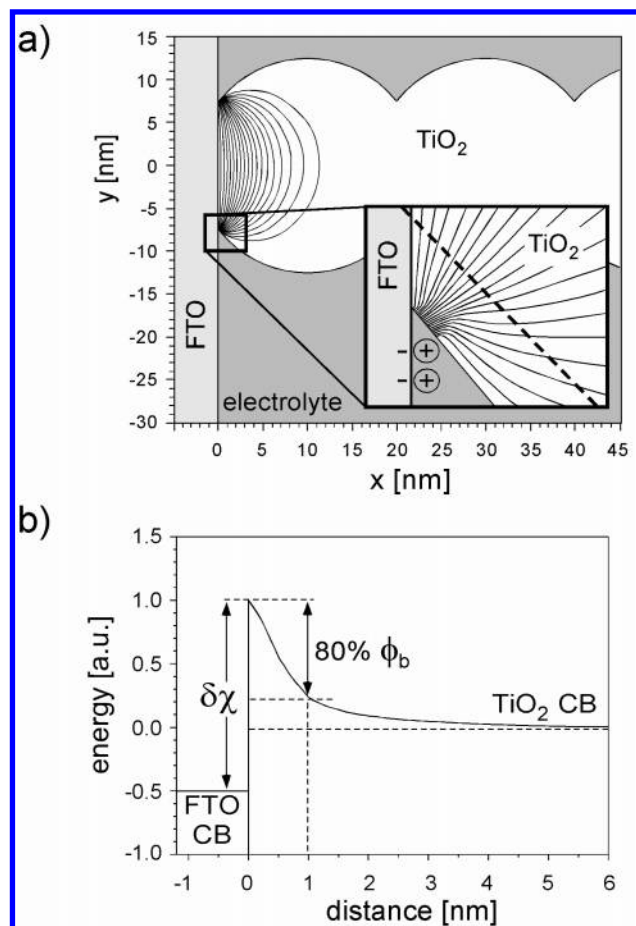 a)
15
10
5
0
-5
-10
-15
-20
-25
-30
y [nm]
TiO₂
FTO
electrolyte
FTO
TiO₂
- +
- +
0 5 10 15 20 25 30 35 40 45
x [nm]
b)
1.5
1.0
0.5
0.0
-0.5
-1.0
energy [a.u.]
δχ
80% ϕb
TiO₂ CB
FTO
CB
-1 0 1 2 3 4 5 6
distance [nm]